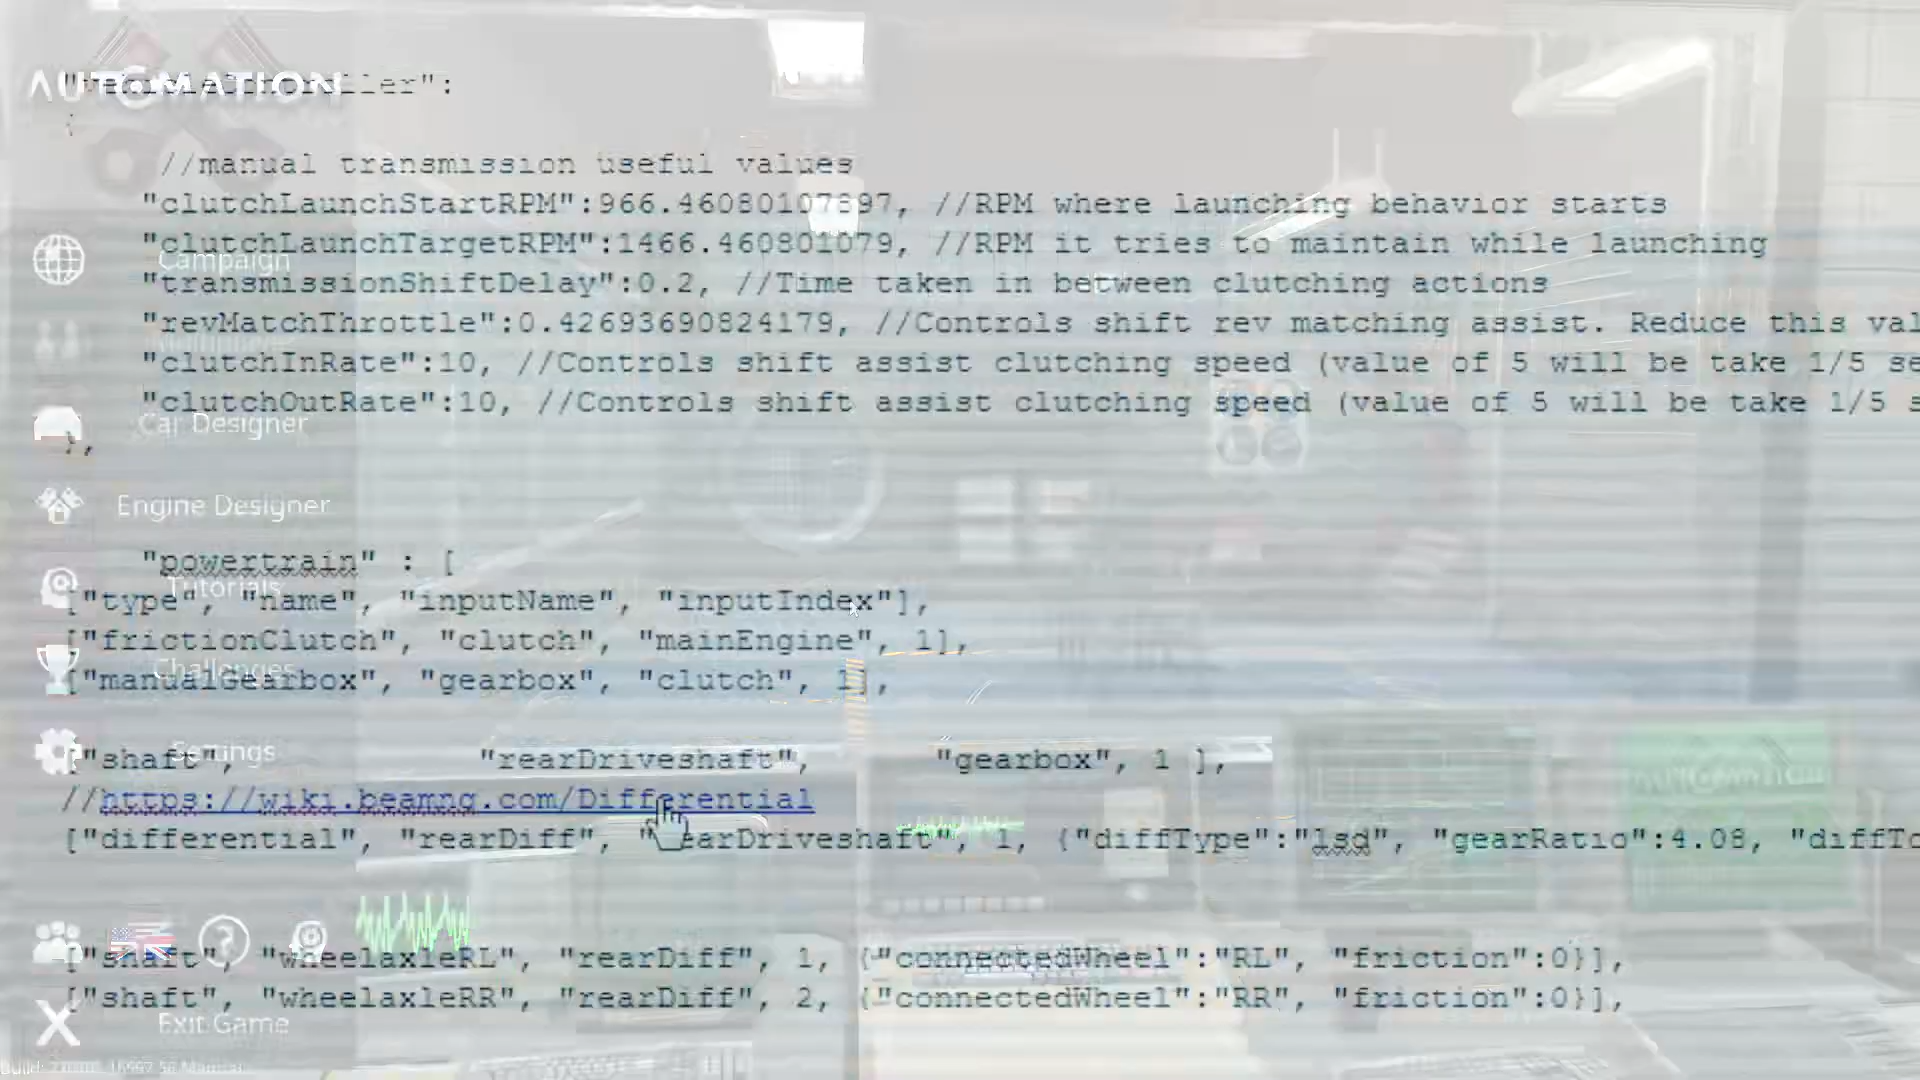 AUTOMATION
//manual transmission useful values
"clutchLaunchStartRPM":966.46080107897, //RPM where launching behavior starts
"clutchLaunchTargetRPM":1466.460801079, //RPM it tries to maintain while launching
Campaign
"transmissionShiftDelay":0.2, //Time taken in between clutching actions
"revMatchThrottle":0.42693690824179, //Controls shift rev matching assist. Reduce this val
"clutchInRate":10, //Controls shift assist clutching speed (value of 5 will be take 1/5 se
"clutchOutRate":10, //Controls shift assist clutching speed (value of 5 will be take 1/5 s
Car Designer
},
Engine Designer
"powertrain" : [
Tutorials
["type", "name", "inputName", "inputIndex"],
["frictionClutch", "clutch", "mainEngine", 1],
Challenges
["manualGearbox", "gearbox", "clutch", 1],
Settings
["shaft", "rearDriveshaft", "gearbox", 1 ],
//https://wiki.beamng.com/Differential
["differential", "rearDiff", "rearDriveshaft", 1, {"diffType":"lsd", "gearRatio":4.08, "diffTo
["shaft", "wheelaxleRL", "rearDiff", 1, {"connectedWheel":"RL", "friction":0}],
["shaft", "wheelaxleRR", "rearDiff", 2, {"connectedWheel":"RR", "friction":0}],
Exit Game